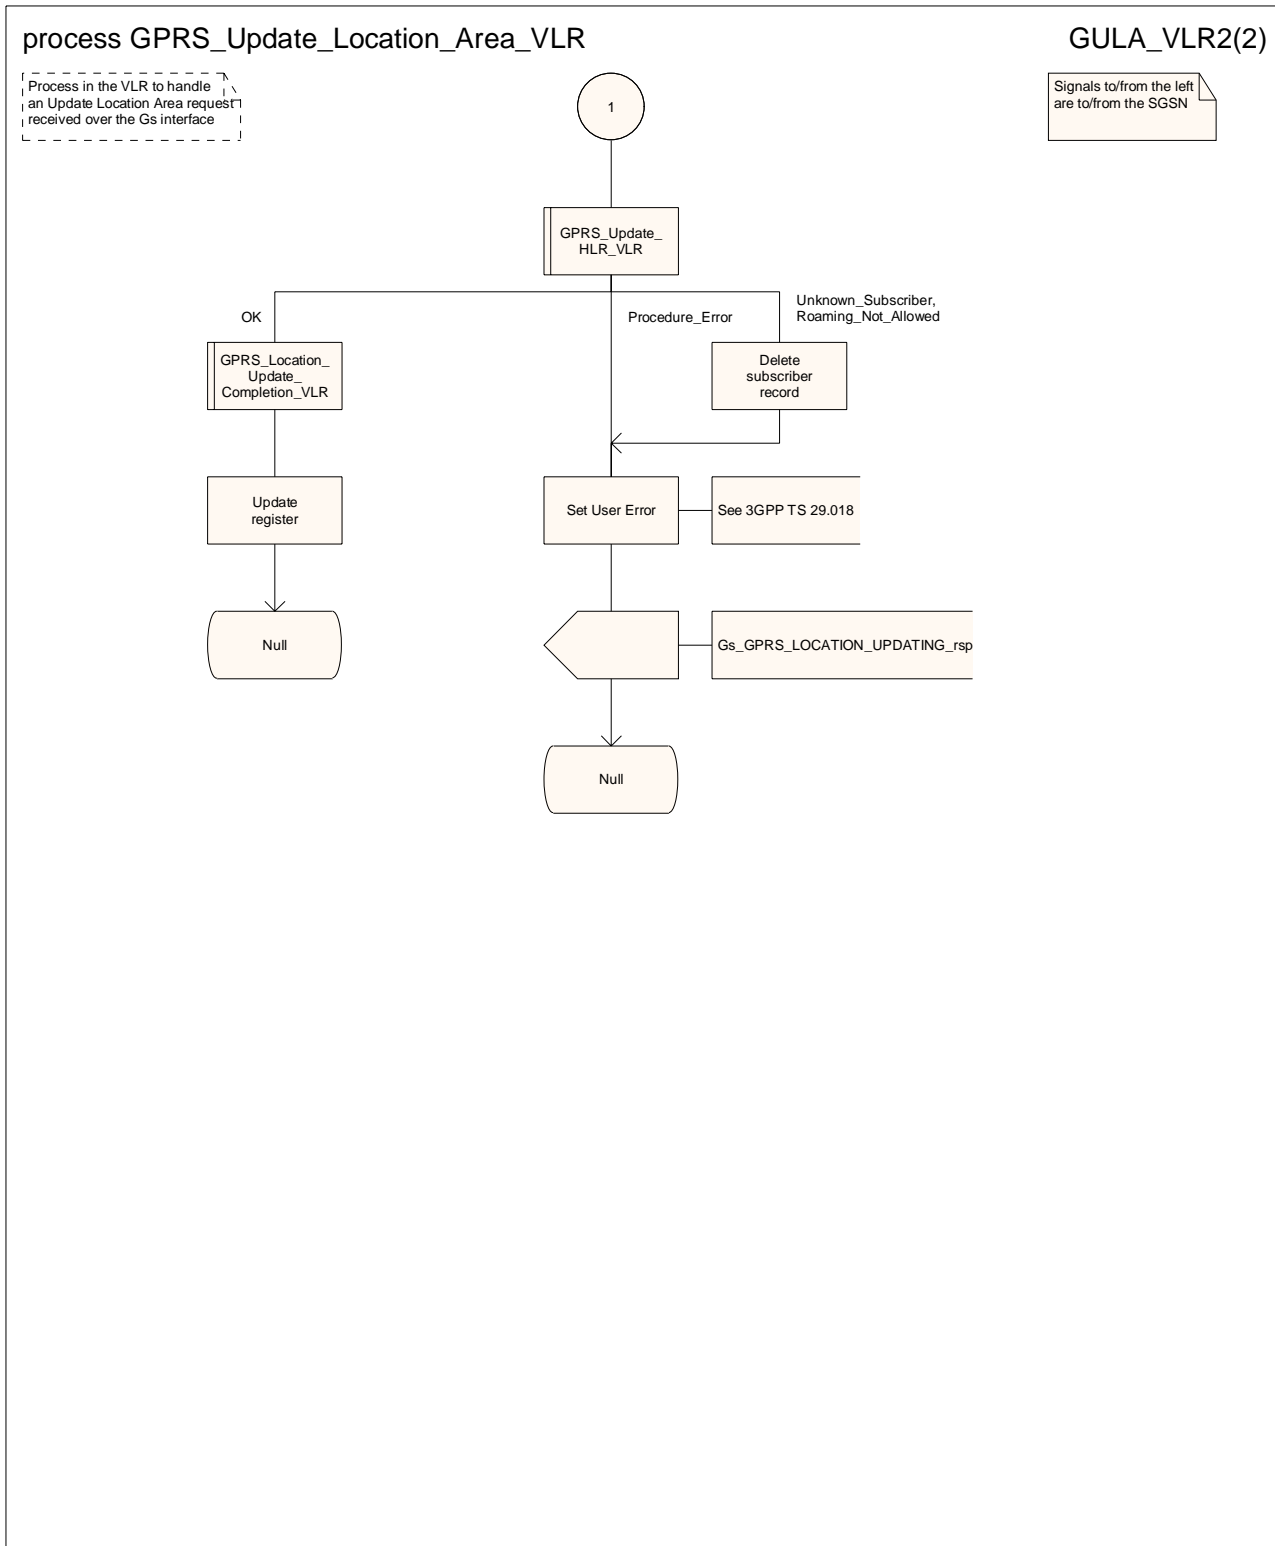 process GPRS_Update_Location_Area_VLR
GULA_VLR2(2)
Process in the VLR to handle
an Update Location Area request
received over the Gs interface
1
Signals to/from the left
are to/from the SGSN
GPRS_Update_
HLR_VLR
OK
Procedure_Error
Unknown_Subscriber,
Roaming_Not_Allowed
GPRS_Location_
Update_
Completion_VLR
Delete
subscriber
record
Update
register
Set User Error
See 3GPP TS 29.018
Null
Gs_GPRS_LOCATION_UPDATING_rsp
Null